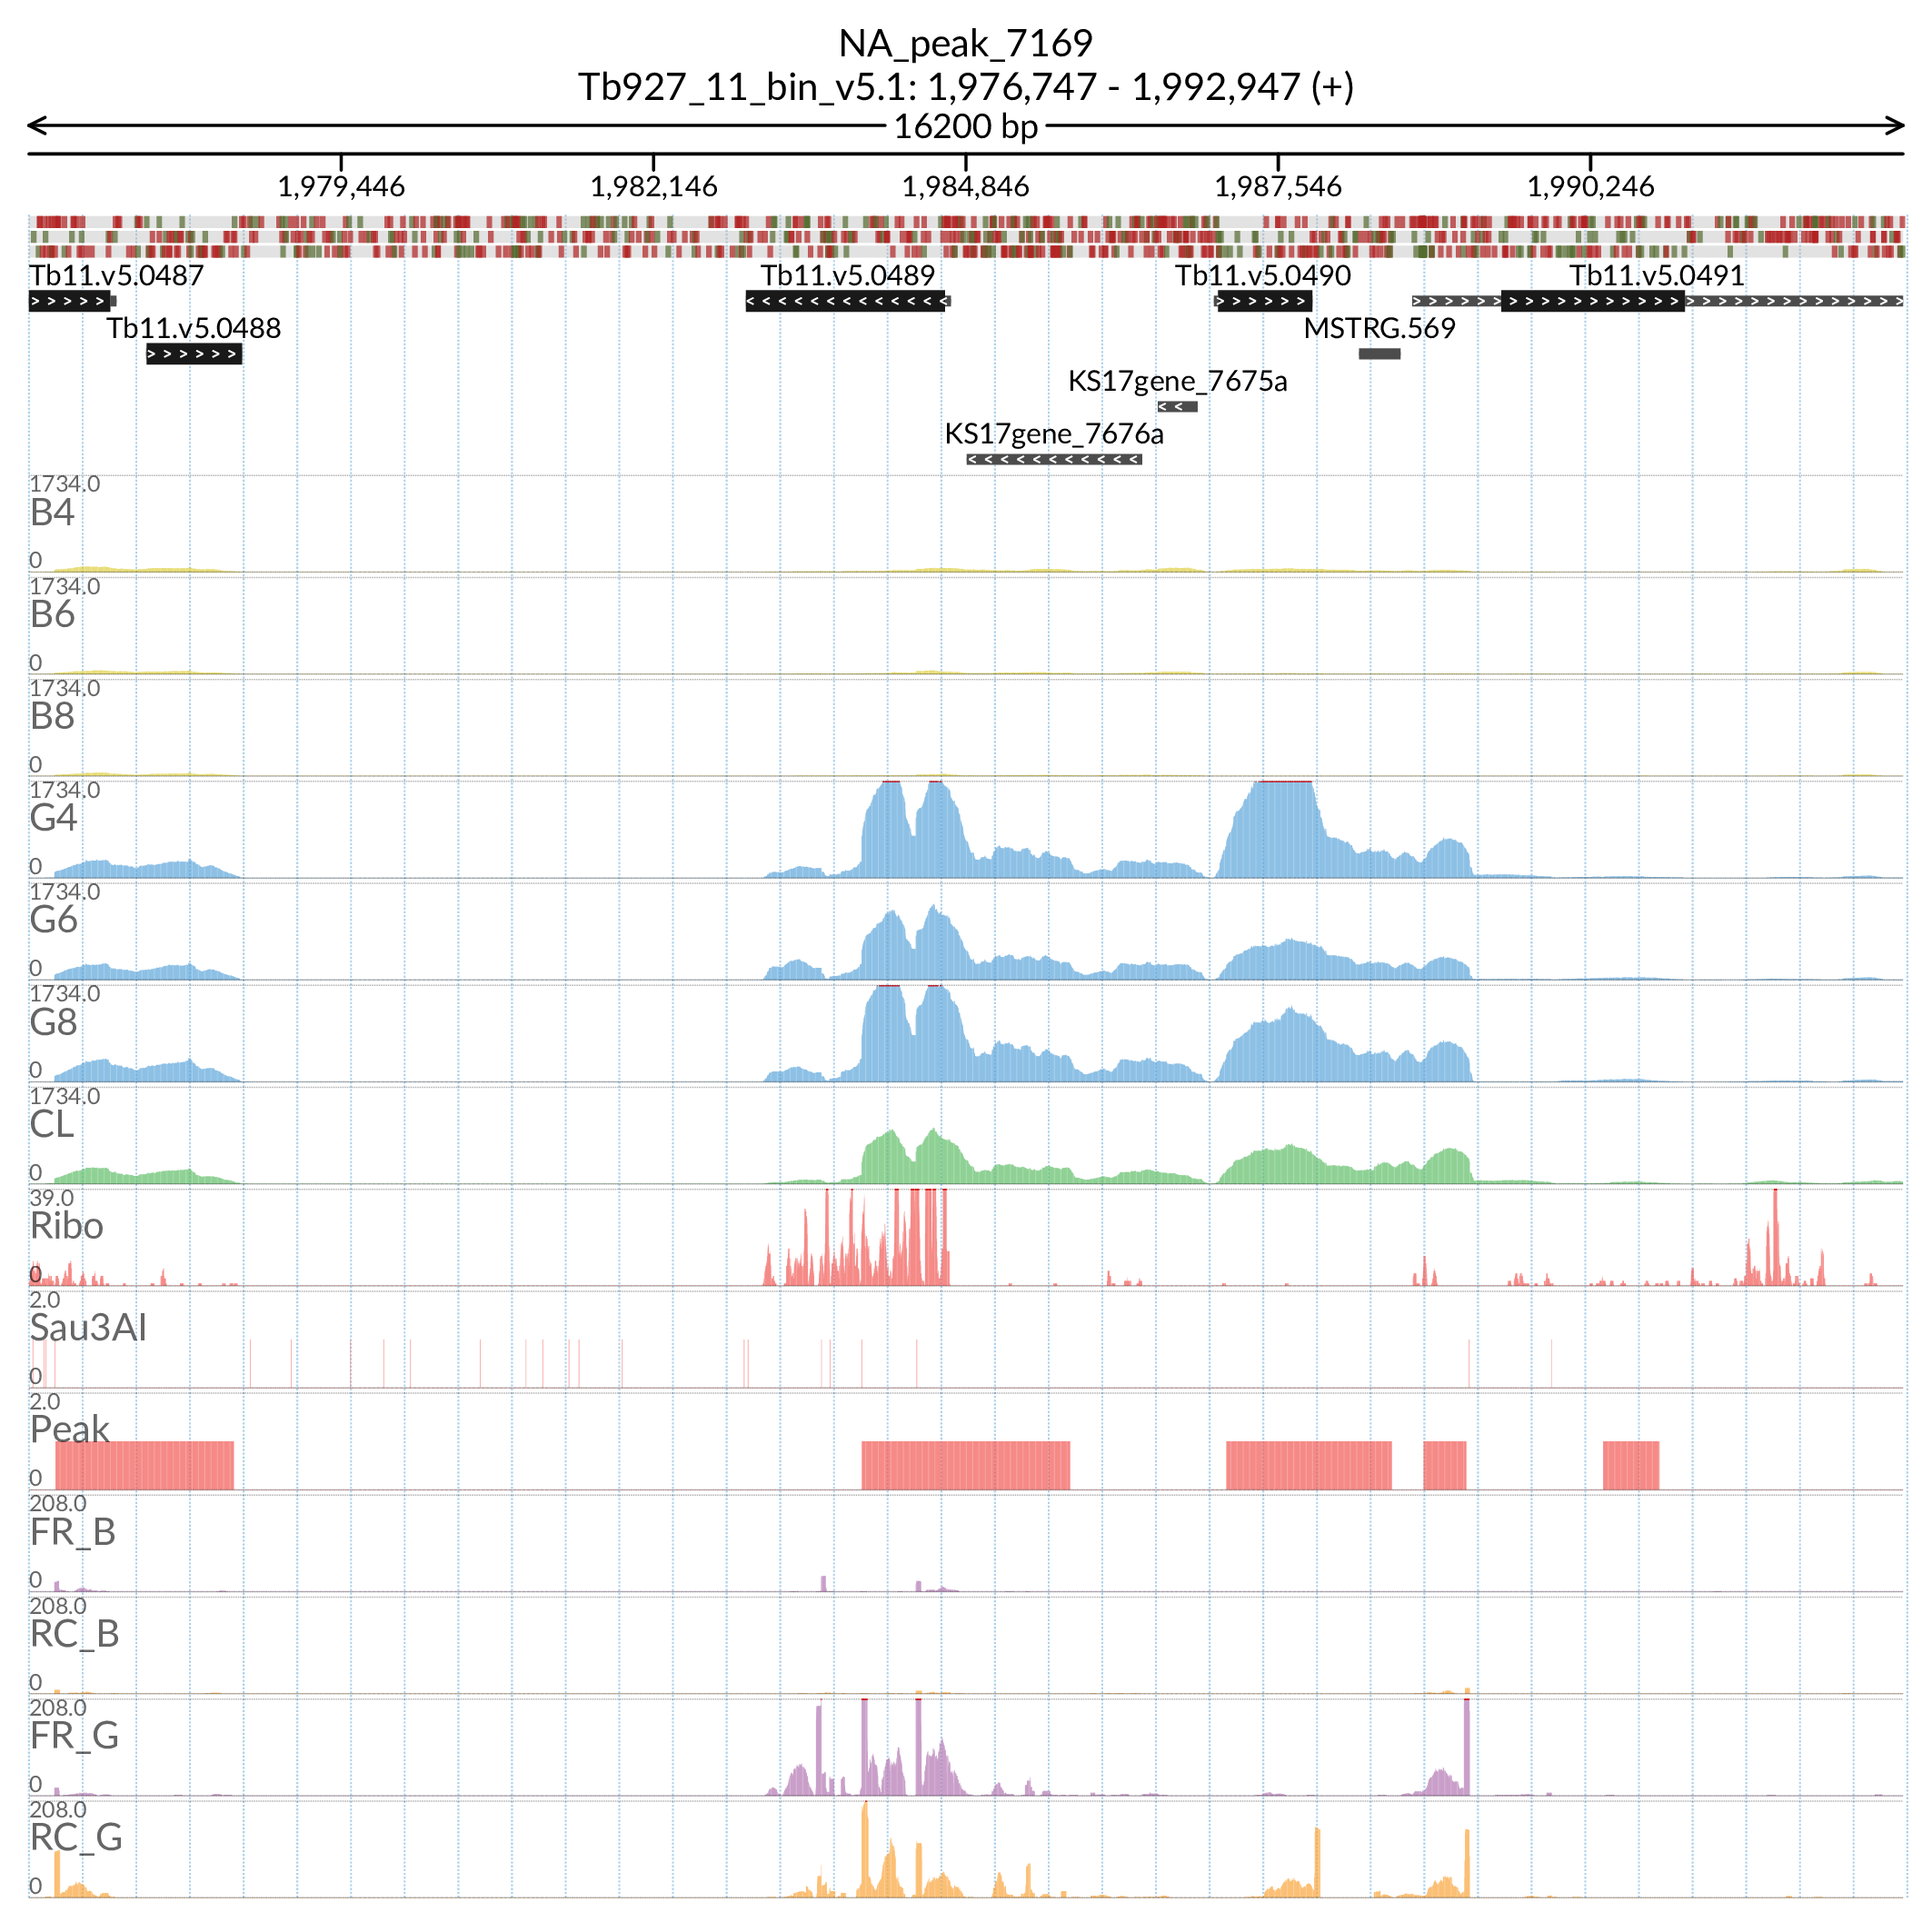 NA_peak_7169
Tb927_11_bin_v5.1: 1,976,747 - 1,992,947 (+)
16200 bp
1,979,446 1,982,146 1,984,846 1,987,546 1,990,246
Tb11.v5.0487 Tb11.v5.0489 Tb11.v5.0490 Tb11.v5.0491
Tb11.v5.0488 MSTRG.569
KS17gene_7675a
KS17gene_7676a
1734.0
B4
0
1734.0
B6
0
1734.0
B8
0
1734.0
G4
0
1734.0
G6
0
1734.0
G8
0
1734.0
CL
0
39.0
Ribo
0
2.0
Sau3AI
0
2.0
Peak
0
208.0
FR_B
0
208.0
RC_B
0
208.0
FR_G
0
208.0
RC_G
0